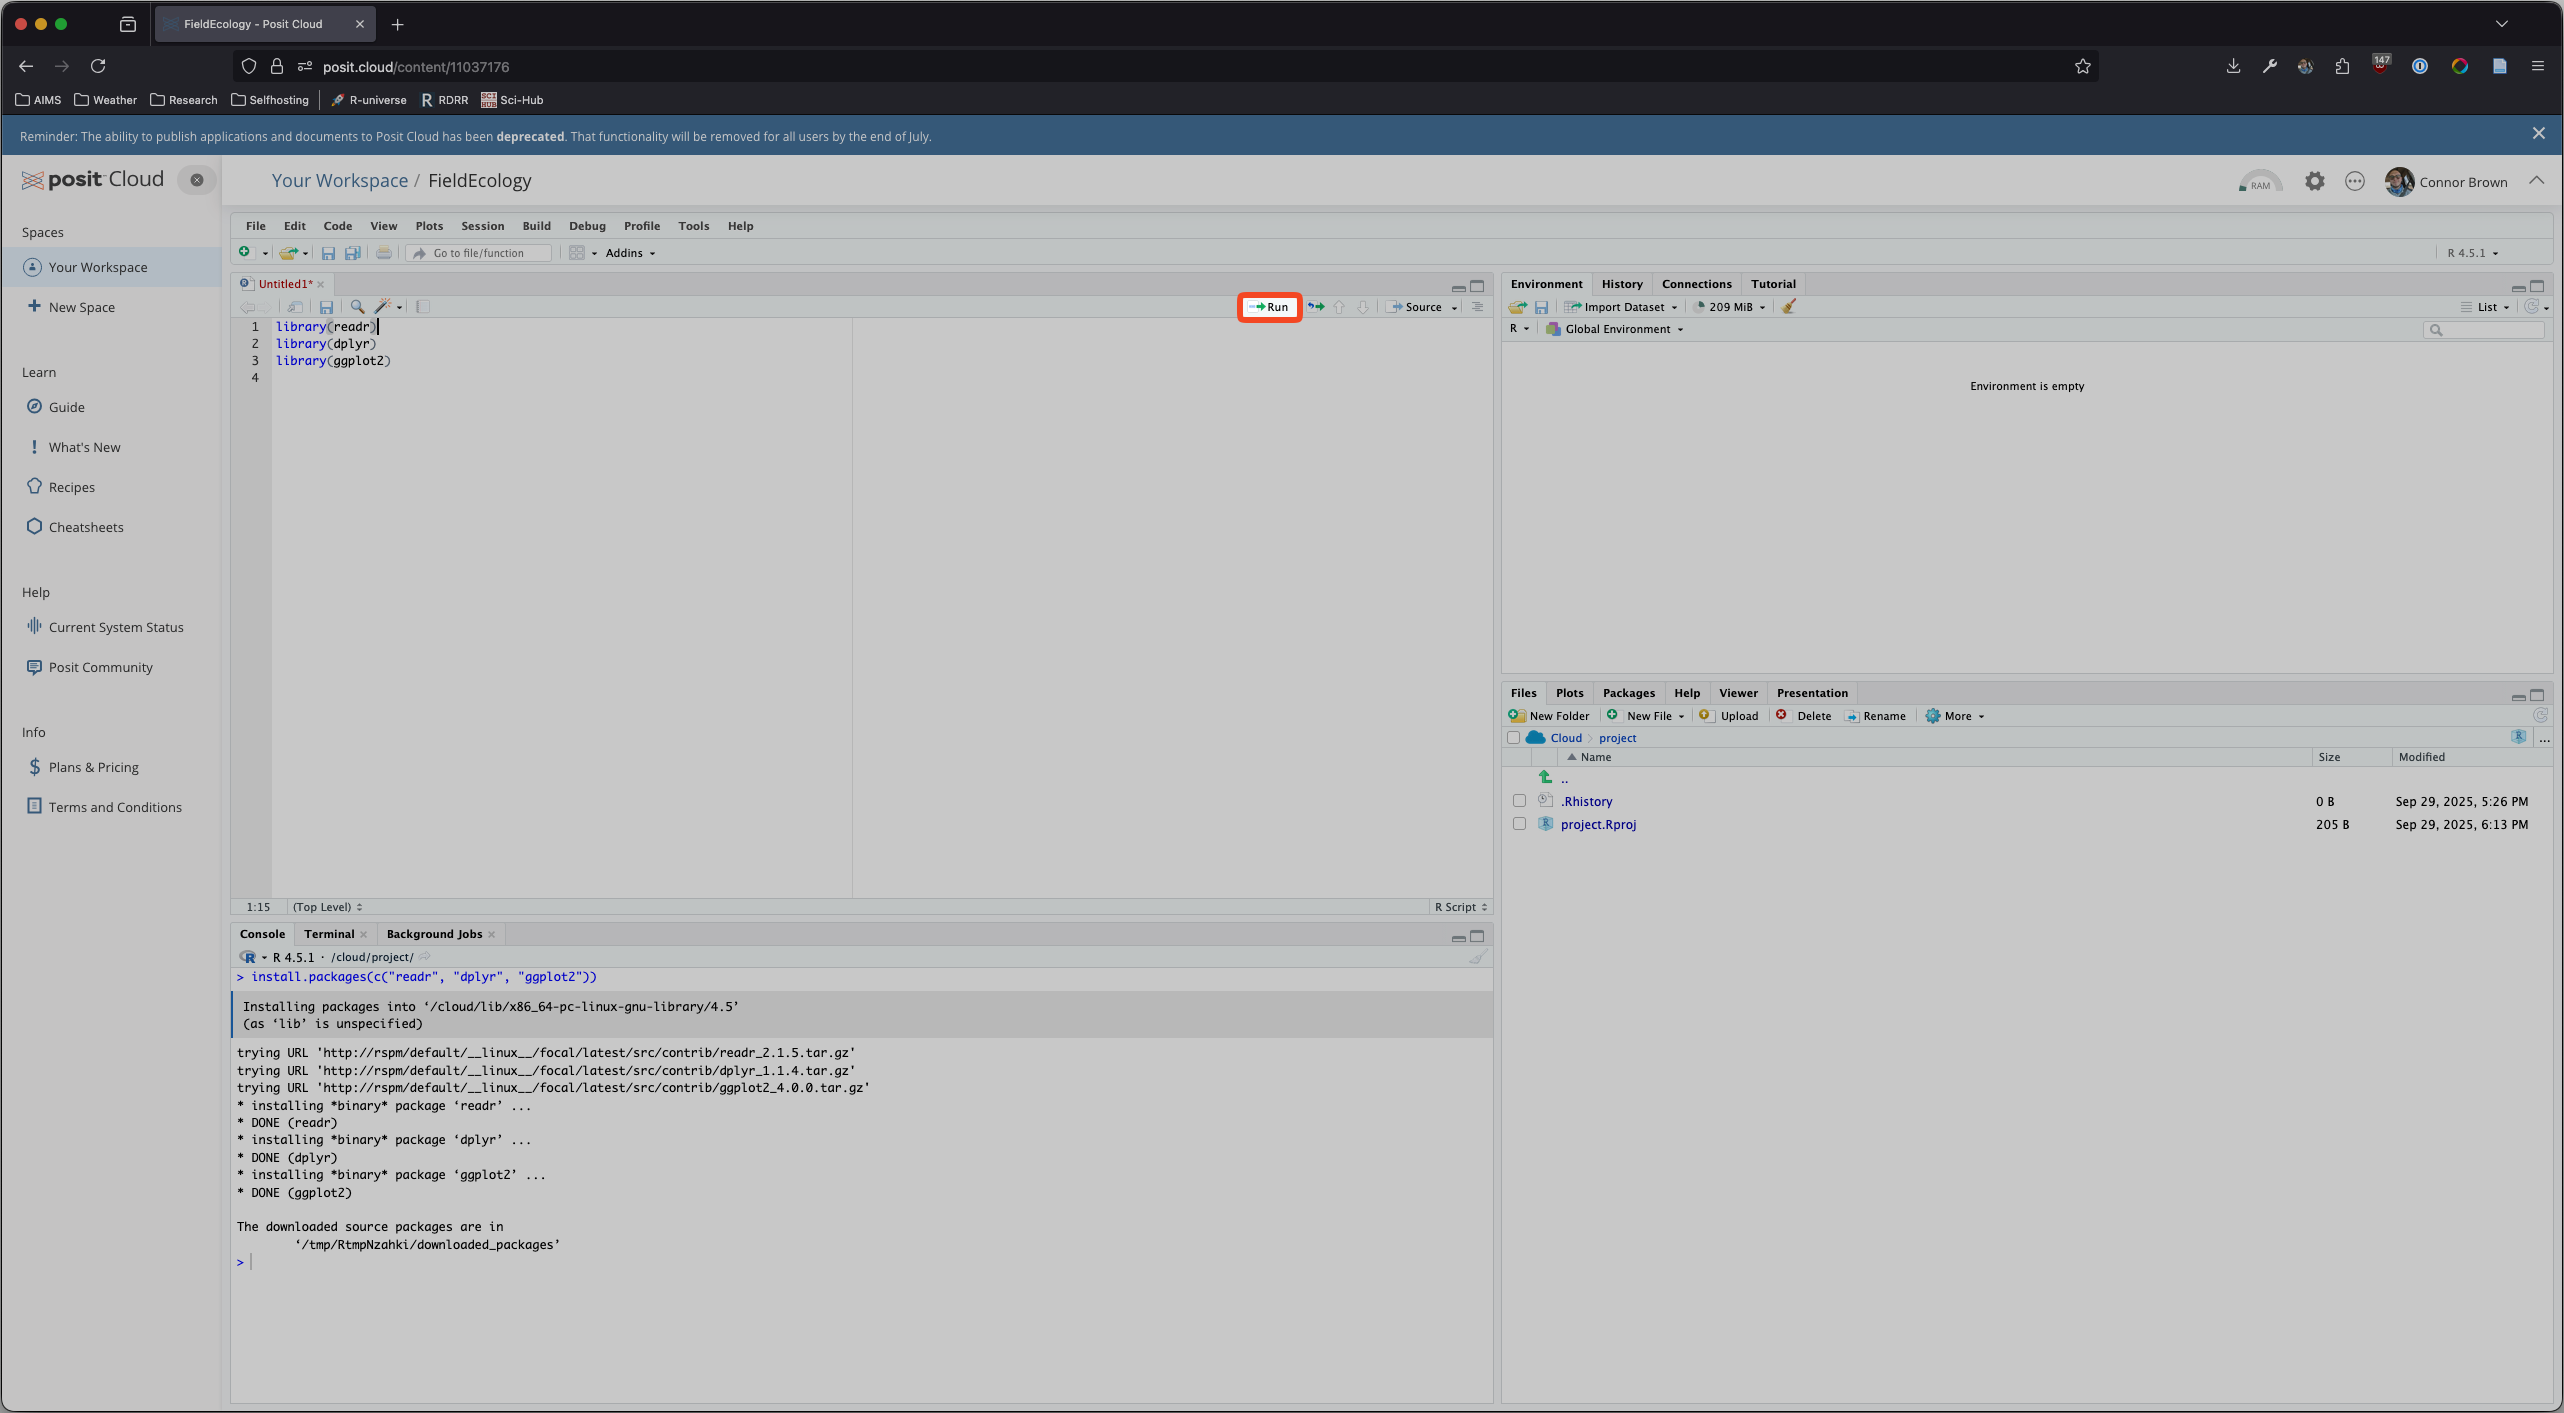 FieldEcology - Posit Cloud
posit.cloud/content/11037176
147
AIMS Weather Research Selfhosting R-universe RDRR Sci-Hub
Reminder: The ability to publish applications and documents to Posit Cloud has been deprecated. That functionality will be removed for all users by the end of July.
posit Cloud
Your Workspace / FieldEcology
RAM
Connor Brown
Spaces
Your Workspace
New Space
Learn
Guide
What's New
Recipes
Cheatsheets
Help
Current System Status
Posit Community
Info
Plans & Pricing
Terms and Conditions
File Edit Code View Plots Session Build Debug Profile Tools Help
Go to file/function Addins
R 4.5.1
Untitled1*
Run Source
1 library(readr)
2 library(dplyr)
3 library(ggplot2)
4
1:15 (Top Level) R Script
Console Terminal Background Jobs
R 4.5.1 · /cloud/project/
> install.packages(c("readr", "dplyr", "ggplot2"))
Installing packages into ‘/cloud/lib/x86_64-pc-linux-gnu-library/4.5’
(as ‘lib’ is unspecified)
trying URL 'http://rspm/default/__linux__/focal/latest/src/contrib/readr_2.1.5.tar.gz'
trying URL 'http://rspm/default/__linux__/focal/latest/src/contrib/dplyr_1.1.4.tar.gz'
trying URL 'http://rspm/default/__linux__/focal/latest/src/contrib/ggplot2_4.0.0.tar.gz'
* installing *binary* package ‘readr’ ...
* DONE (readr)
* installing *binary* package ‘dplyr’ ...
* DONE (dplyr)
* installing *binary* package ‘ggplot2’ ...
* DONE (ggplot2)
The downloaded source packages are in
‘/tmp/RtmpNzahki/downloaded_packages’
>
Environment History Connections Tutorial
Import Dataset 209 MiB List
R Global Environment
Environment is empty
Files Plots Packages Help Viewer Presentation
New Folder New File Upload Delete Rename More
Cloud project ...
Name Size Modified
..
.Rhistory 0 B Sep 29, 2025, 5:26 PM
project.Rproj 205 B Sep 29, 2025, 6:13 PM